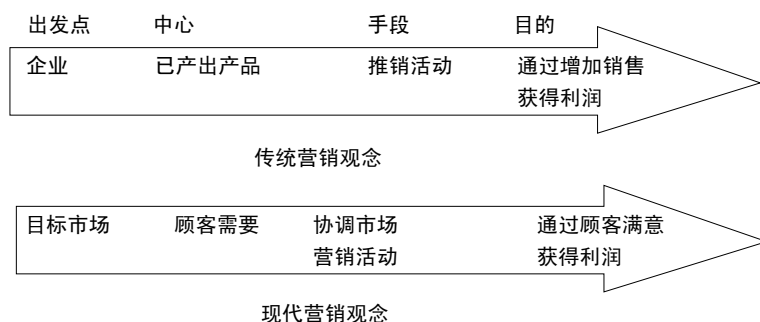 出发点 中心 手段 目的
企业 已产出产品 推销活动 通过增加销售
获得利润
传统营销观念
目标市场 顾客需要 协调市场 通过顾客满意
营销活动 获得利润
现代营销观念